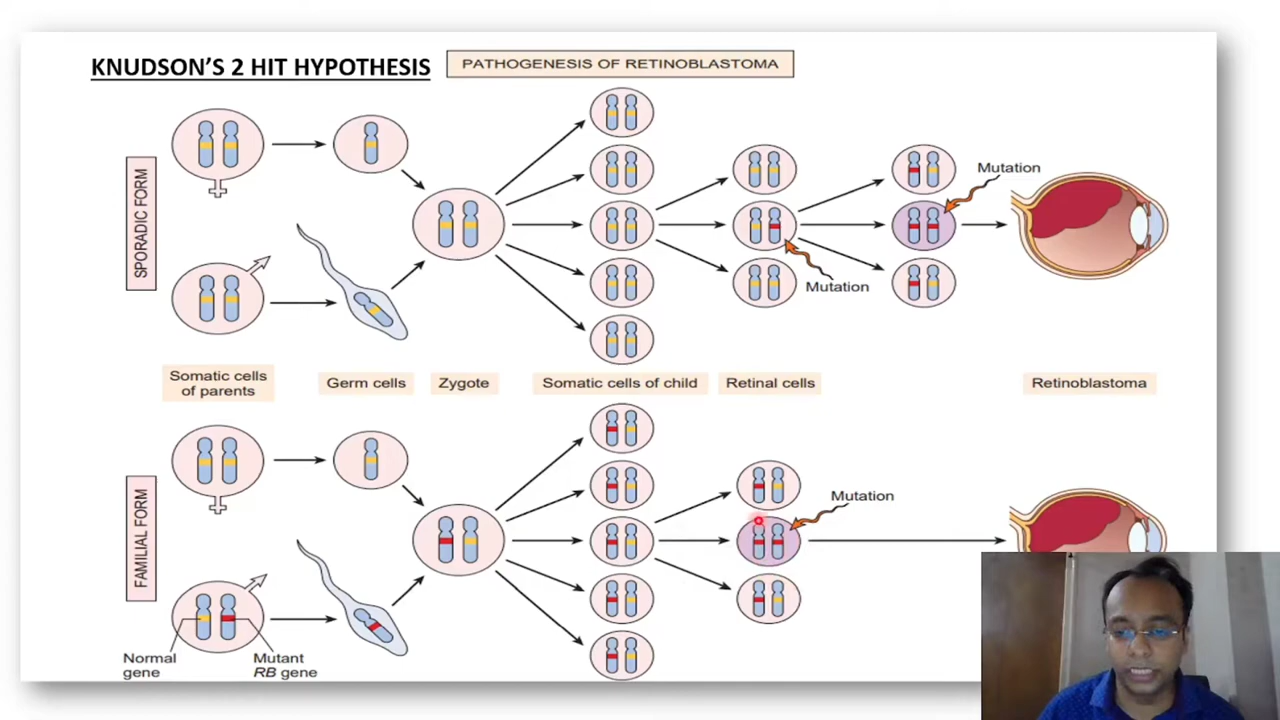 KNUDSON'S 2 HIT HYPOTHESIS
PATHOGENESIS OF RETINOBLASTOMA
SPORADIC FORM
Mutation
Mutation
Somatic cells
of parents
Germ cells
Zygote
Somatic cells of child
Retinal cells
Retinoblastoma
FAMILIAL FORM
Mutation
Normal
gene
Mutant
RB gene